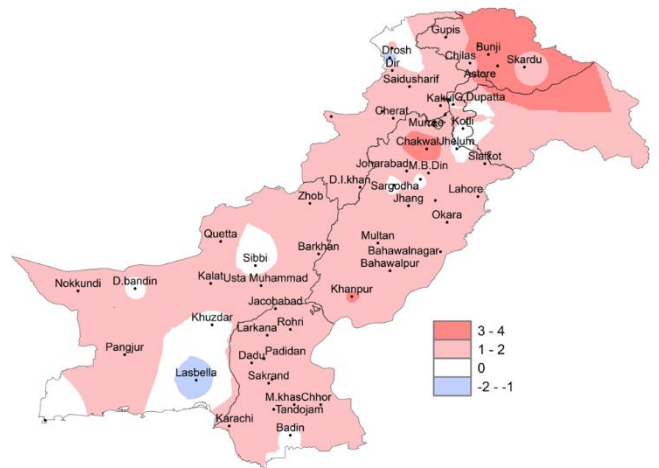 Gupis
Drosh
Bunji
Chilas
Skardu
Dir
Astore
Saidusharif
G.Dupatta
Cherat
Kotli
Chakwal
Jhelum
Sialkot
Joharabad
M.B.Din
D.I.khan
Sargodha
Zhob
Jhang
Lahore
Okara
Quetta
Multan
Barkhan
Bahawalnagar
Sibbi
Bahawalpur
Nokkundi
D.bandin
Kalat
Usta Muhammad
Khanpur
Jacobabad
Khuzdar
Larkana
Rohri
3 - 4
1 - 2
0
-2 - -1
Pangjur
Dadu
Padidan
Lasbella
Sakrand
M.khas
Chhor
Tandojam
Karachi
Badin